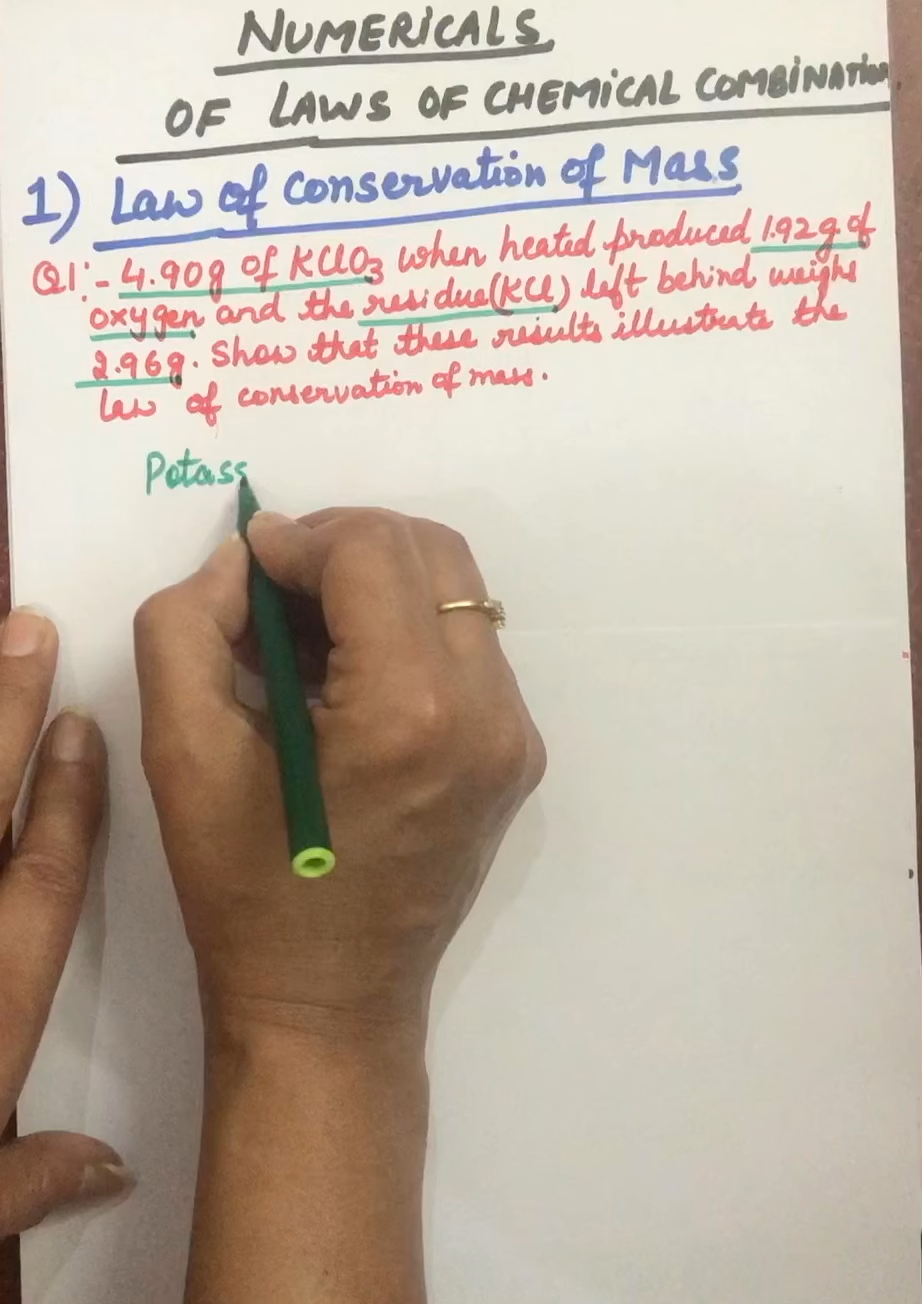 NUMERICALS
OF LAWS OF CHEMICAL COMBINATION
1) Law of conservation of Mass
Q1:- 4.90g of KClO3 when heated produced 1.92g of
oxygen and the residue(KCl) left behind weighs
2.96g. Show that these results illustrate the
law of conservation of mass.
Potass